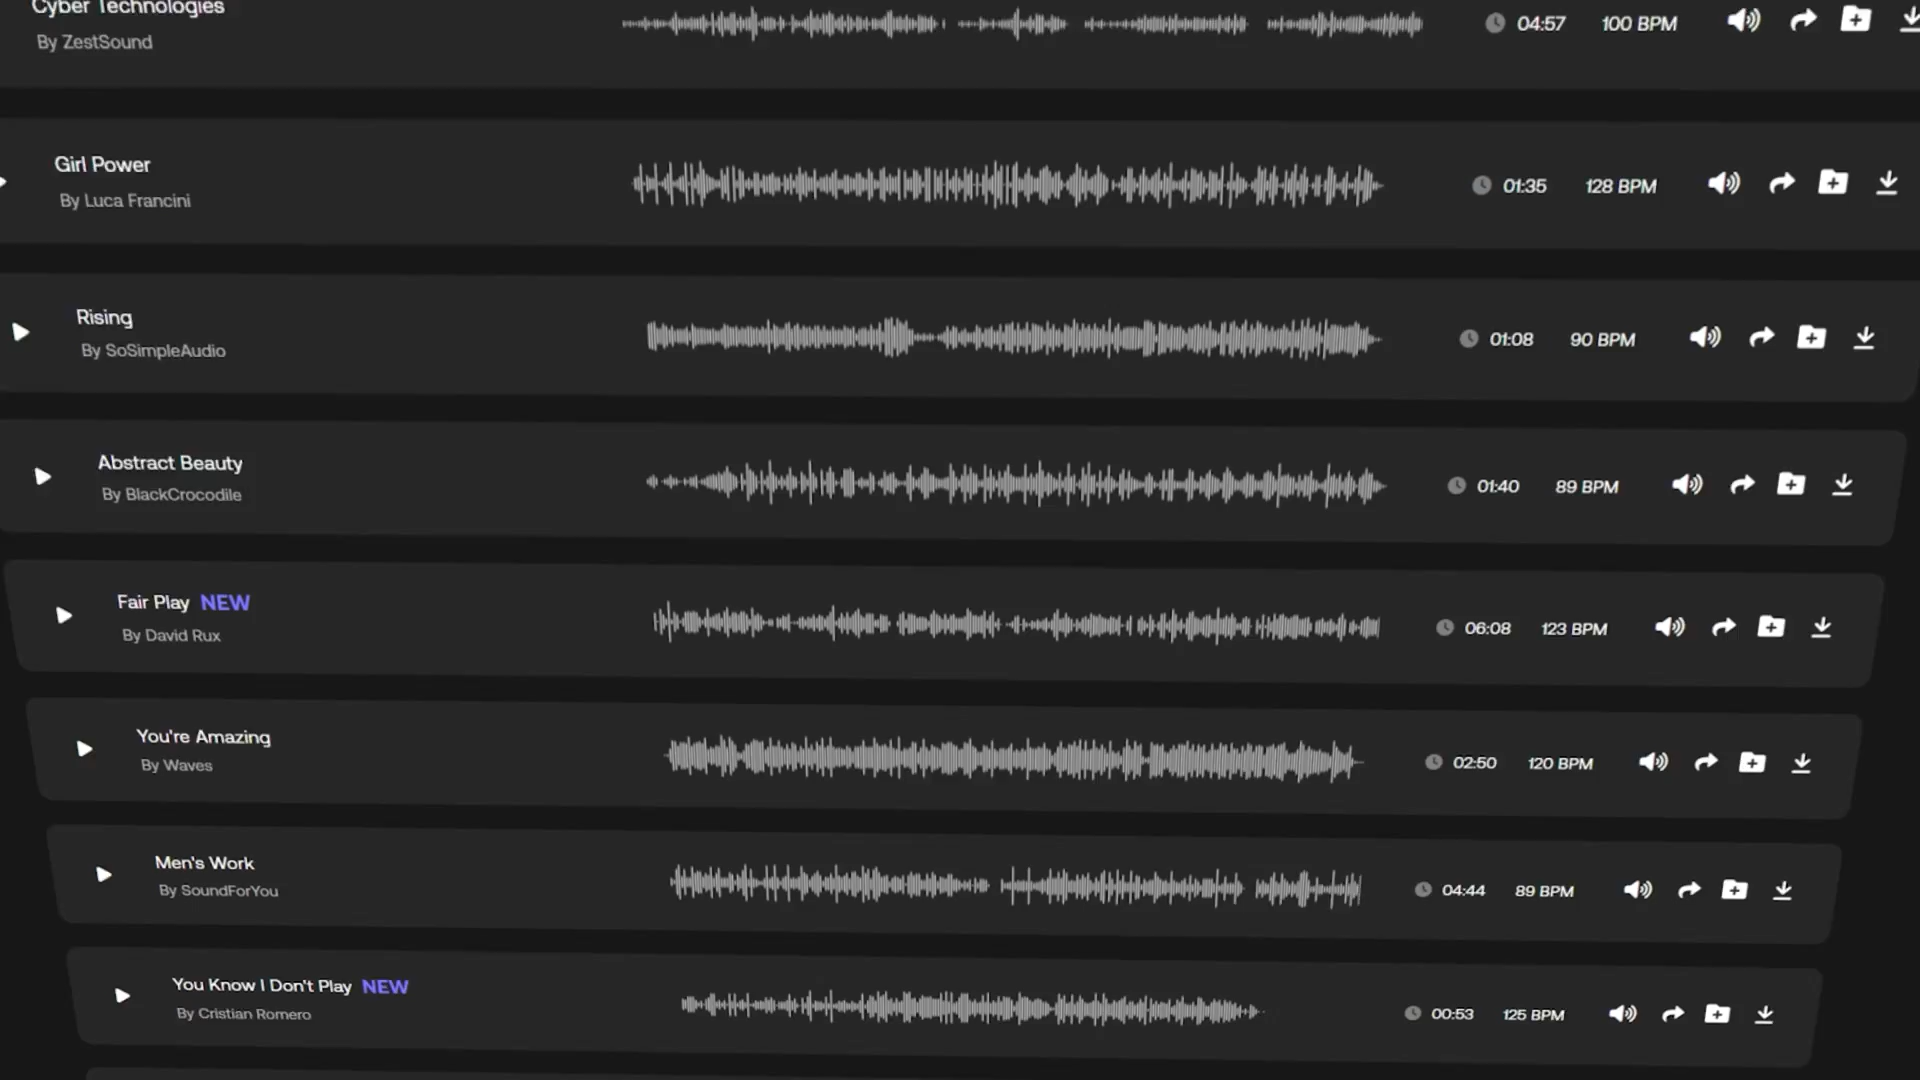 Cyber Technologies
By ZestSound
04:57 100 BPM
Girl Power
By Luca Francini
01:35 128 BPM
Rising
By SoSimpleAudio
01:08 90 BPM
Abstract Beauty
By BlackCrocodile
01:40 89 BPM
Fair Play NEW
By David Rux
06:08 123 BPM
You're Amazing
By Waves
02:50 120 BPM
Men's Work
By SoundForYou
04:44 89 BPM
You Know I Don't Play NEW
By Cristian Romero
00:53 125 BPM